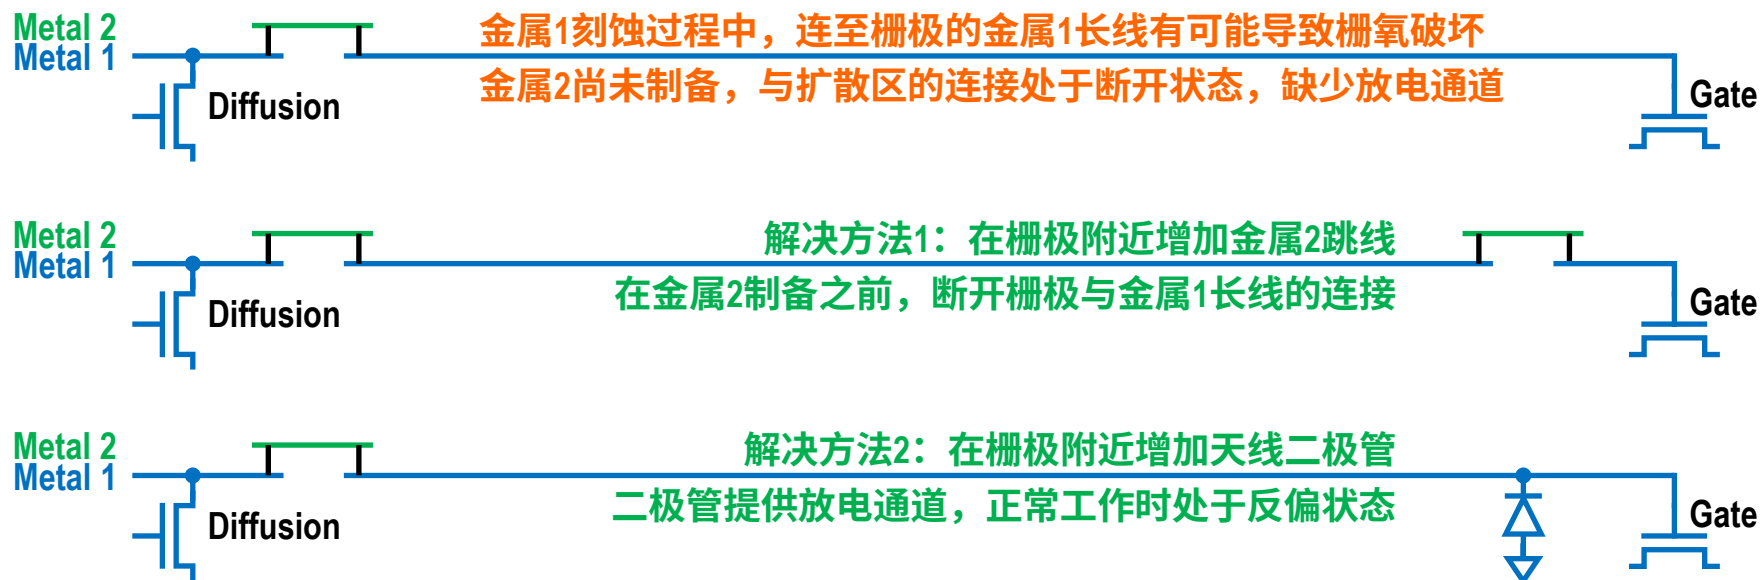 Metal 2
Metal 1
Diffusion
金属1刻蚀过程中，连至栅极的金属1长线有可能导致栅氧破坏
金属2尚未制备，与扩散区的连接处于断开状态，缺少放电通道
Gate
Metal 2
Metal 1
Diffusion
解决方法1：在栅极附近增加金属2跳线
在金属2制备之前，断开栅极与金属1长线的连接
Gate
Metal 2
Metal 1
Diffusion
解决方法2：在栅极附近增加天线二极管
二极管提供放电通道，正常工作时处于反偏状态
Gate